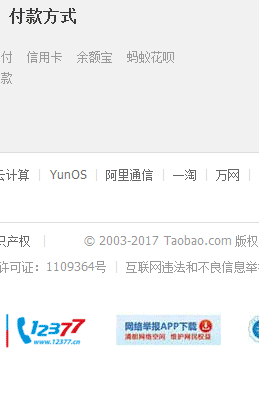 付款方式
付 信用卡 余额宝 蚂蚁花呗
款
云计算 YunOS 阿里通信 一淘 万网
识产权 © 2003-2017 Taobao.com 版权
许可证：1109364号 互联网违法和不良信息举
12377
www.12377.cn
网络举报APP下载
清朗网络空间 维护网民权益